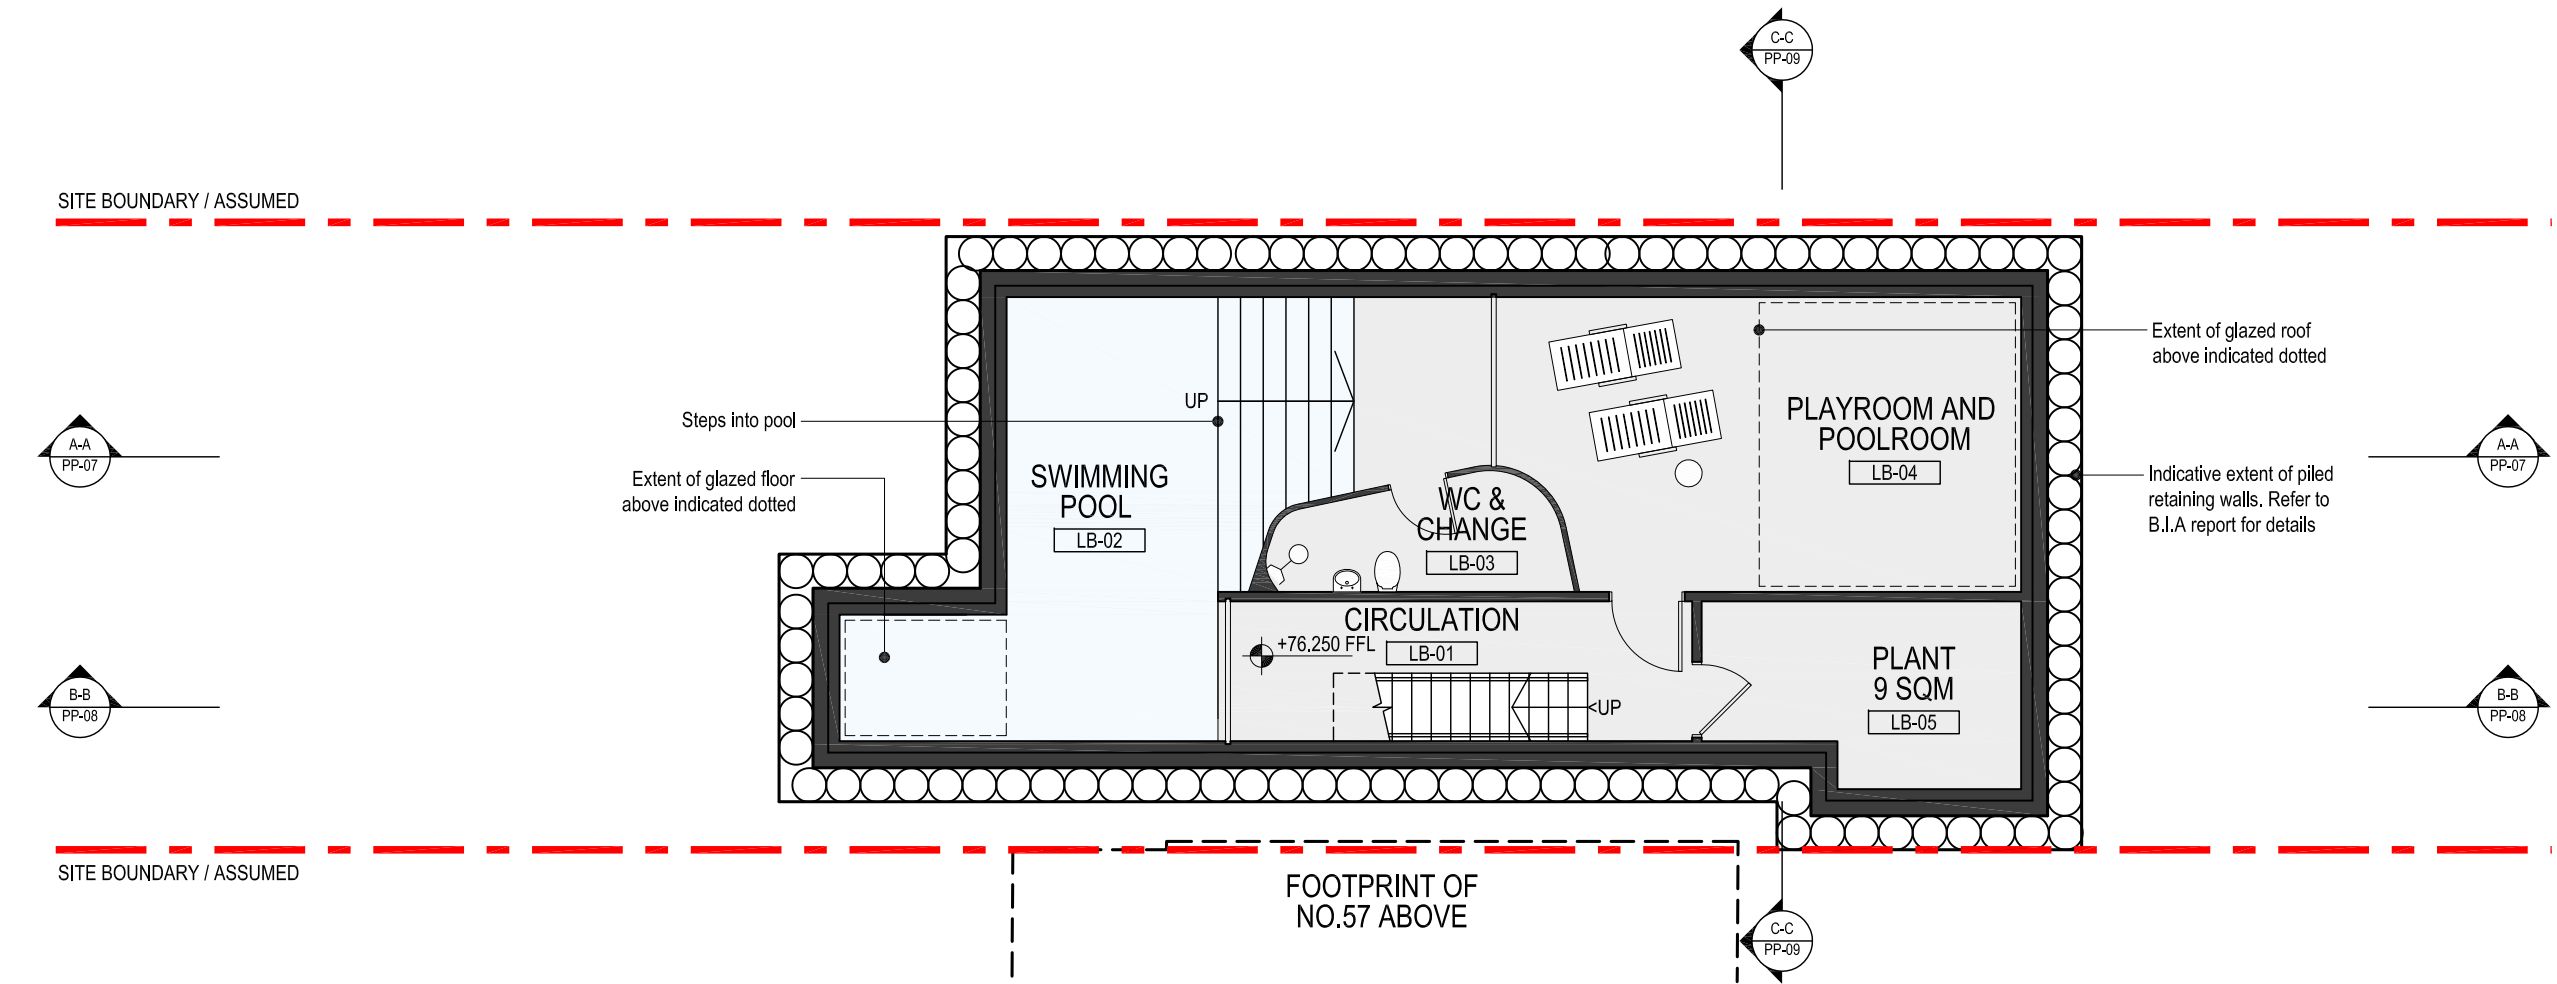 C-C
PP-09
SITE BOUNDARY / ASSUMED
Extent of glazed roof
above indicated dotted
UP
Steps into pool
PLAYROOM AND
POOLROOM
LB-04
A-A
PP-07
A-A
PP-07
SWIMMING
POOL
LB-02
Extent of glazed floor
above indicated dotted
WC &
CHANGE
LB-03
Indicative extent of piled
retaining walls. Refer to
B.I.A report for details
CIRCULATION
LB-01
+76.250 FFL
PLANT
9 SQM
LB-05
<UP
B-B
PP-08
B-B
PP-08
SITE BOUNDARY / ASSUMED
FOOTPRINT OF
NO.57 ABOVE
C-C
PP-09